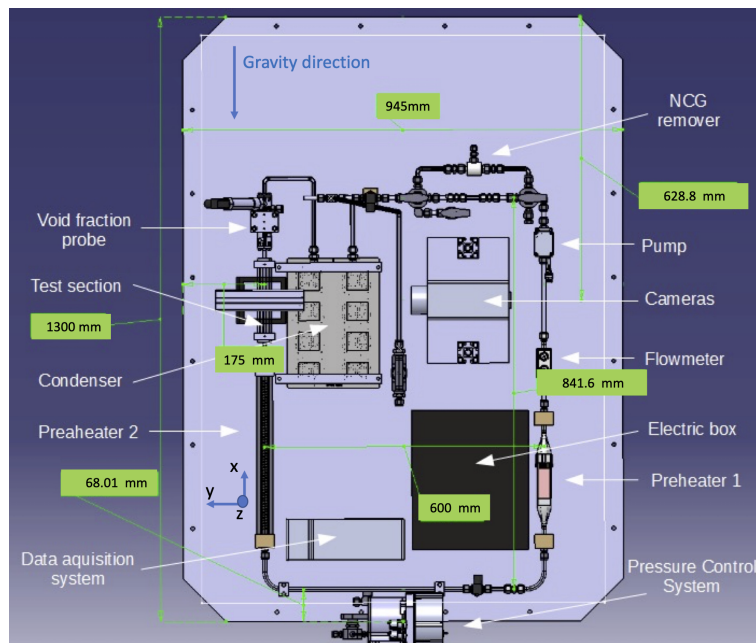 Gravity direction
945mm
NCG
remover
628.8 mm
Void fraction
probe
Pump
Test section
Cameras
1300 mm
175 mm
Condenser
Flowmeter
841.6 mm
Preaheater 2
Electric box
68.01 mm
x
y
z
600 mm
Preheater 1
Data aquisition
system
Pressure Control
System